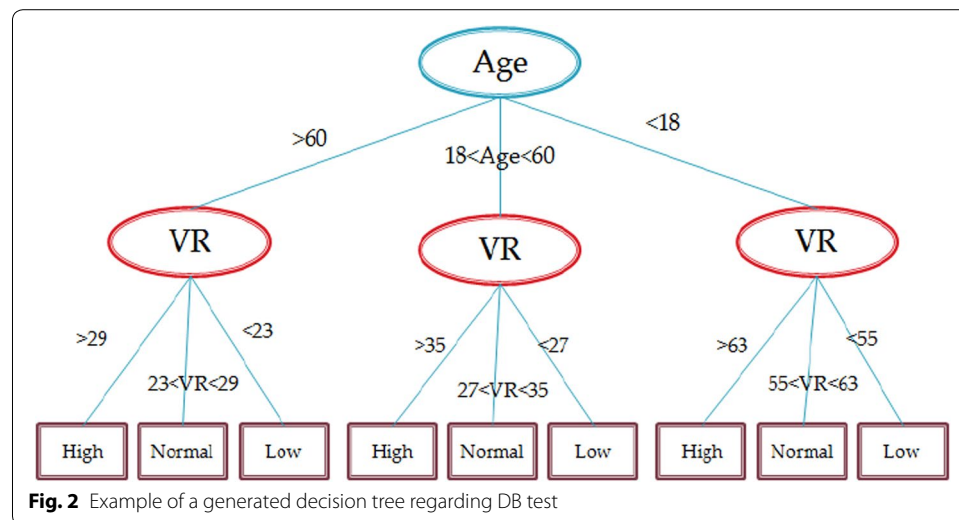 Age
>60
18<Age<60
<18
VR
VR
VR
>29
23<VR<29
<23
>35
27<VR<35
<27
>63
55<VR<63
<55
High
Normal
Low
High
Normal
Low
High
Normal
Low
Fig. 2 Example of a generated decision tree regarding DB test